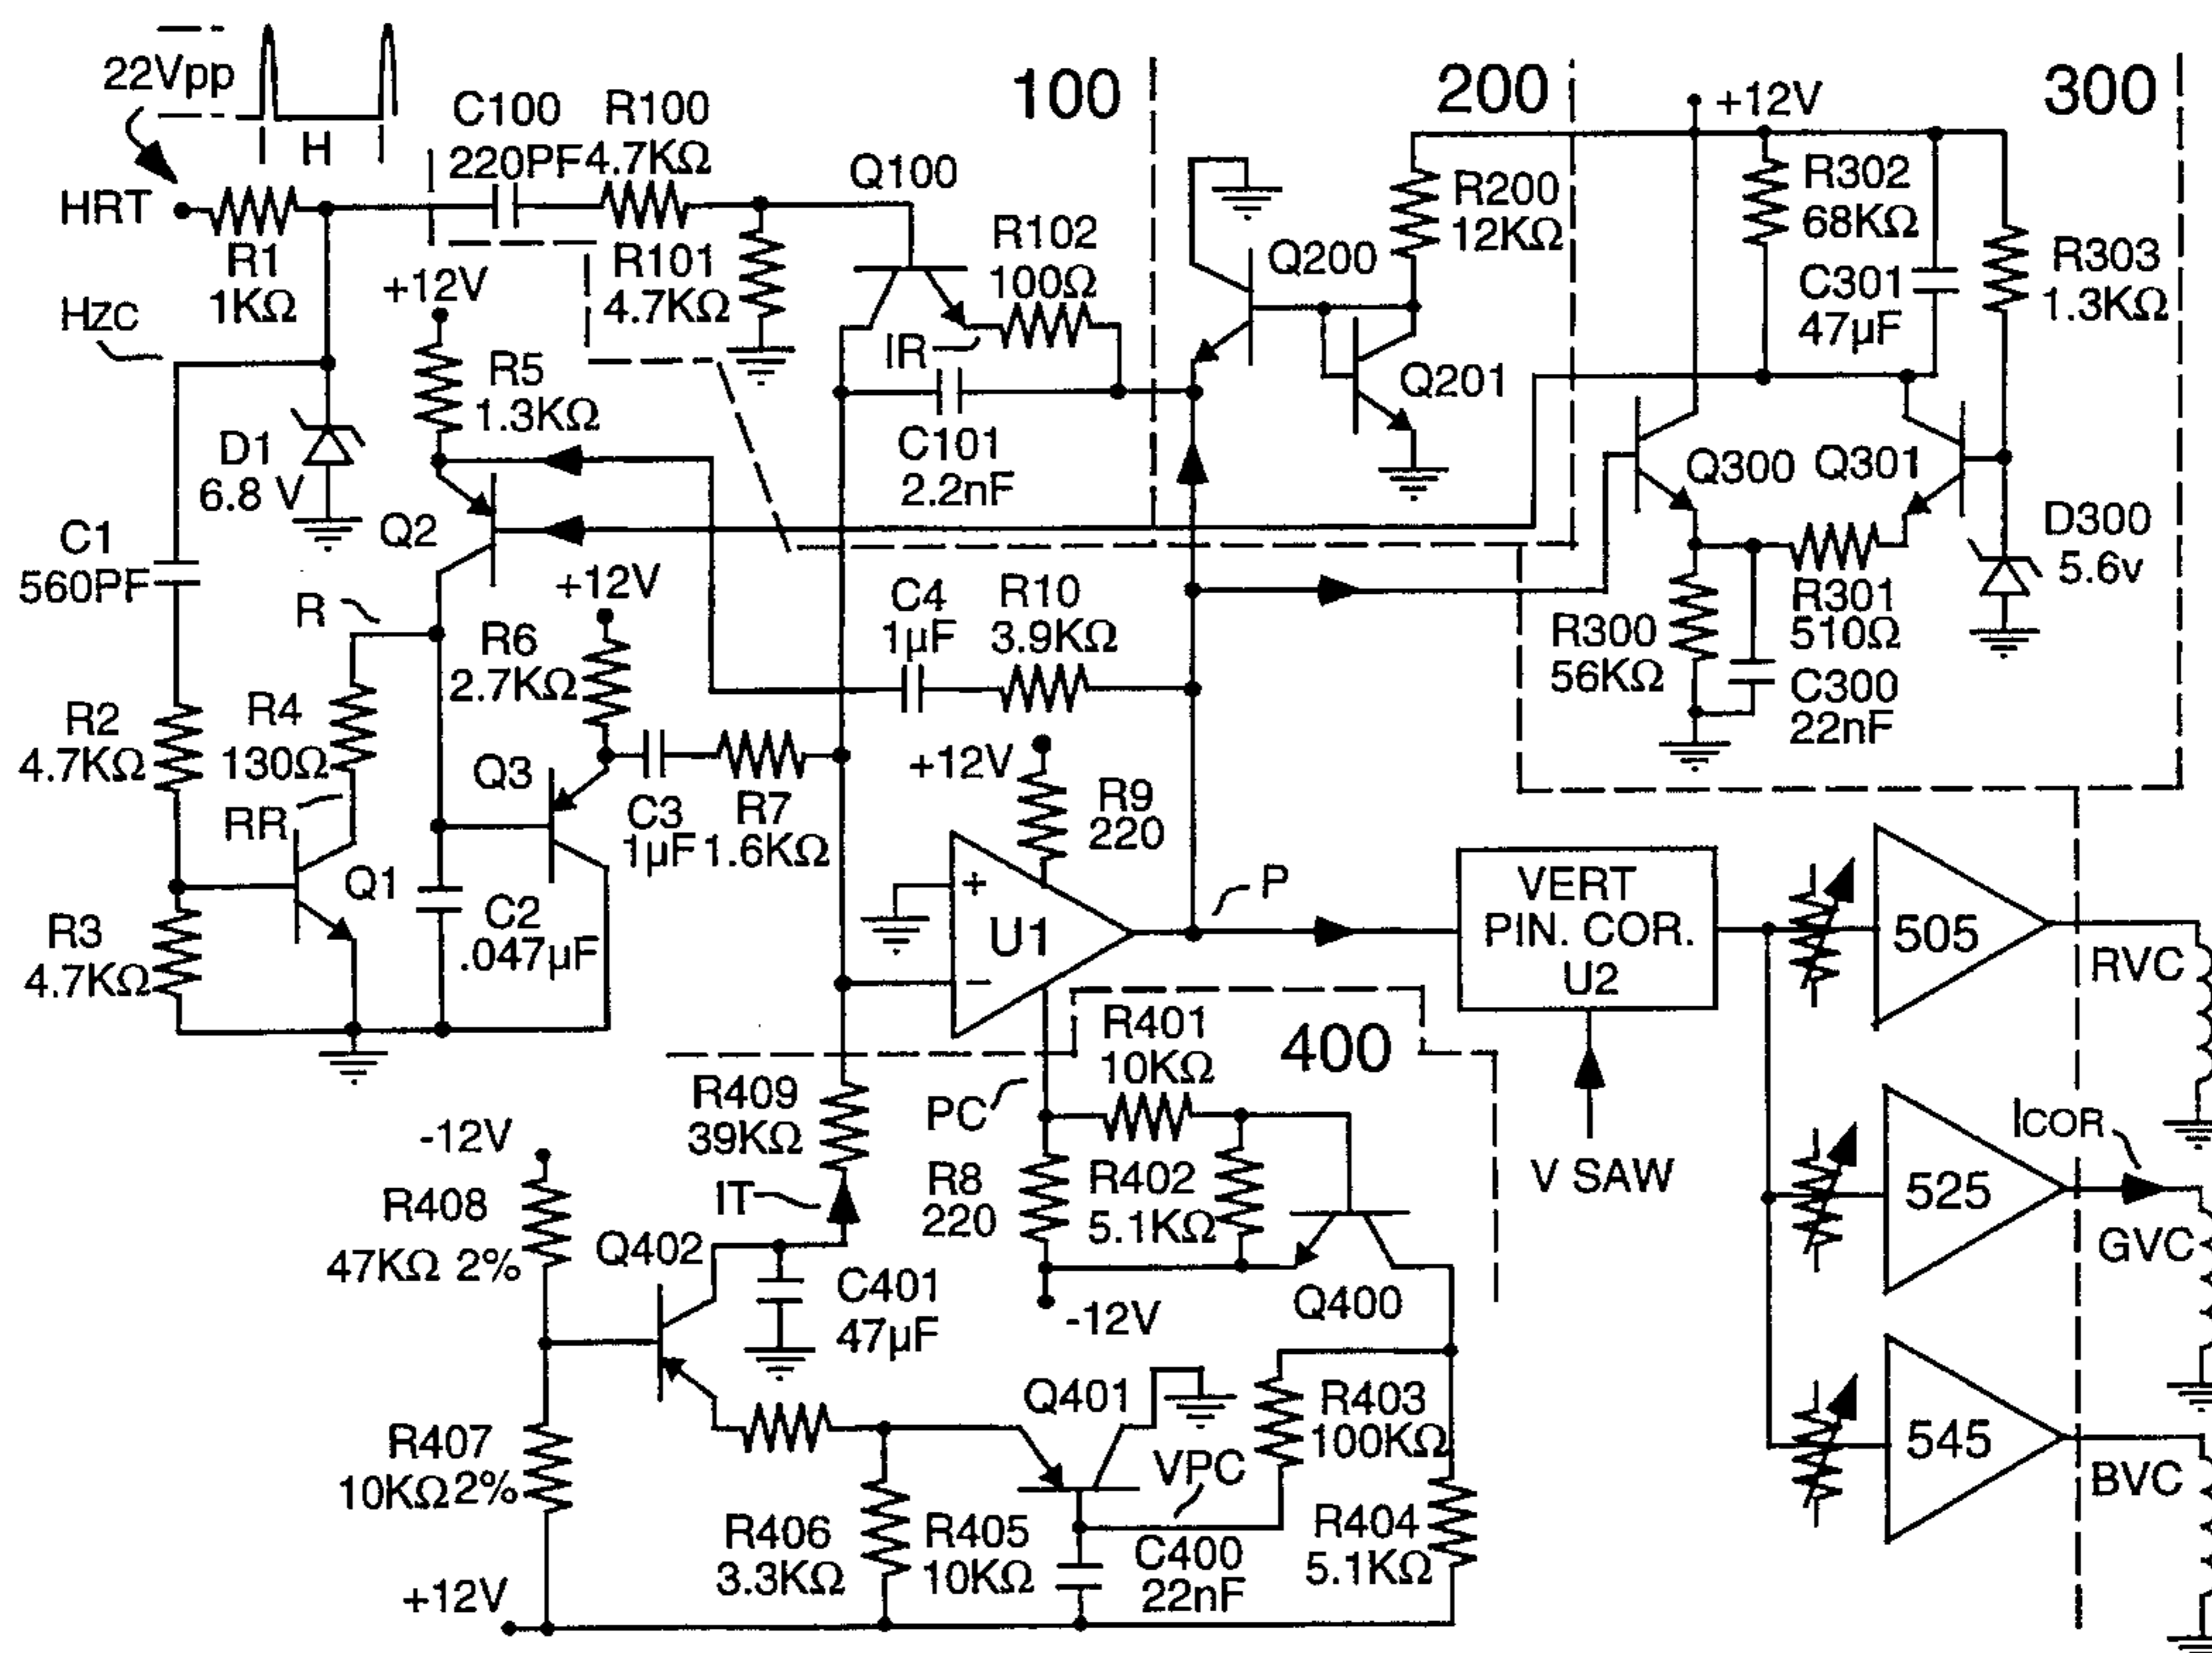 22Vpp
H
HRT
R1
1KΩ
HZC
C100
220PF
R100
4.7KΩ
Q100
R101
4.7KΩ
R102
100Ω
IR
C101
2.2nF
100
200
300
+12V
R200
12KΩ
Q200
Q201
+12V
R302
68KΩ
C301
47µF
R303
1.3KΩ
Q300
Q301
D300
5.6v
R301
510Ω
R300
56KΩ
C300
22nF
R5
1.3KΩ
D1
6.8 V
Q2
C1
560PF
R
+12V
C4
1µF
R10
3.9KΩ
R6
2.7KΩ
R2
4.7KΩ
R4
130Ω
RR
Q3
C3
1µF
R7
1.6KΩ
+12V
R9
220
Q1
C2
.047µF
R3
4.7KΩ
+
−
U1
P
VERT
PIN. COR.
U2
505
RVC
400
R401
10KΩ
PC
R409
39KΩ
-12V
R408
47KΩ 2%
IT
R8
220
R402
5.1KΩ
V SAW
ICOR
525
GVC
Q402
C401
47µF
-12V
Q400
R407
10KΩ 2%
Q401
VPC
R403
100KΩ
545
BVC
R406
3.3KΩ
R405
10KΩ
C400
22nF
R404
5.1KΩ
+12V